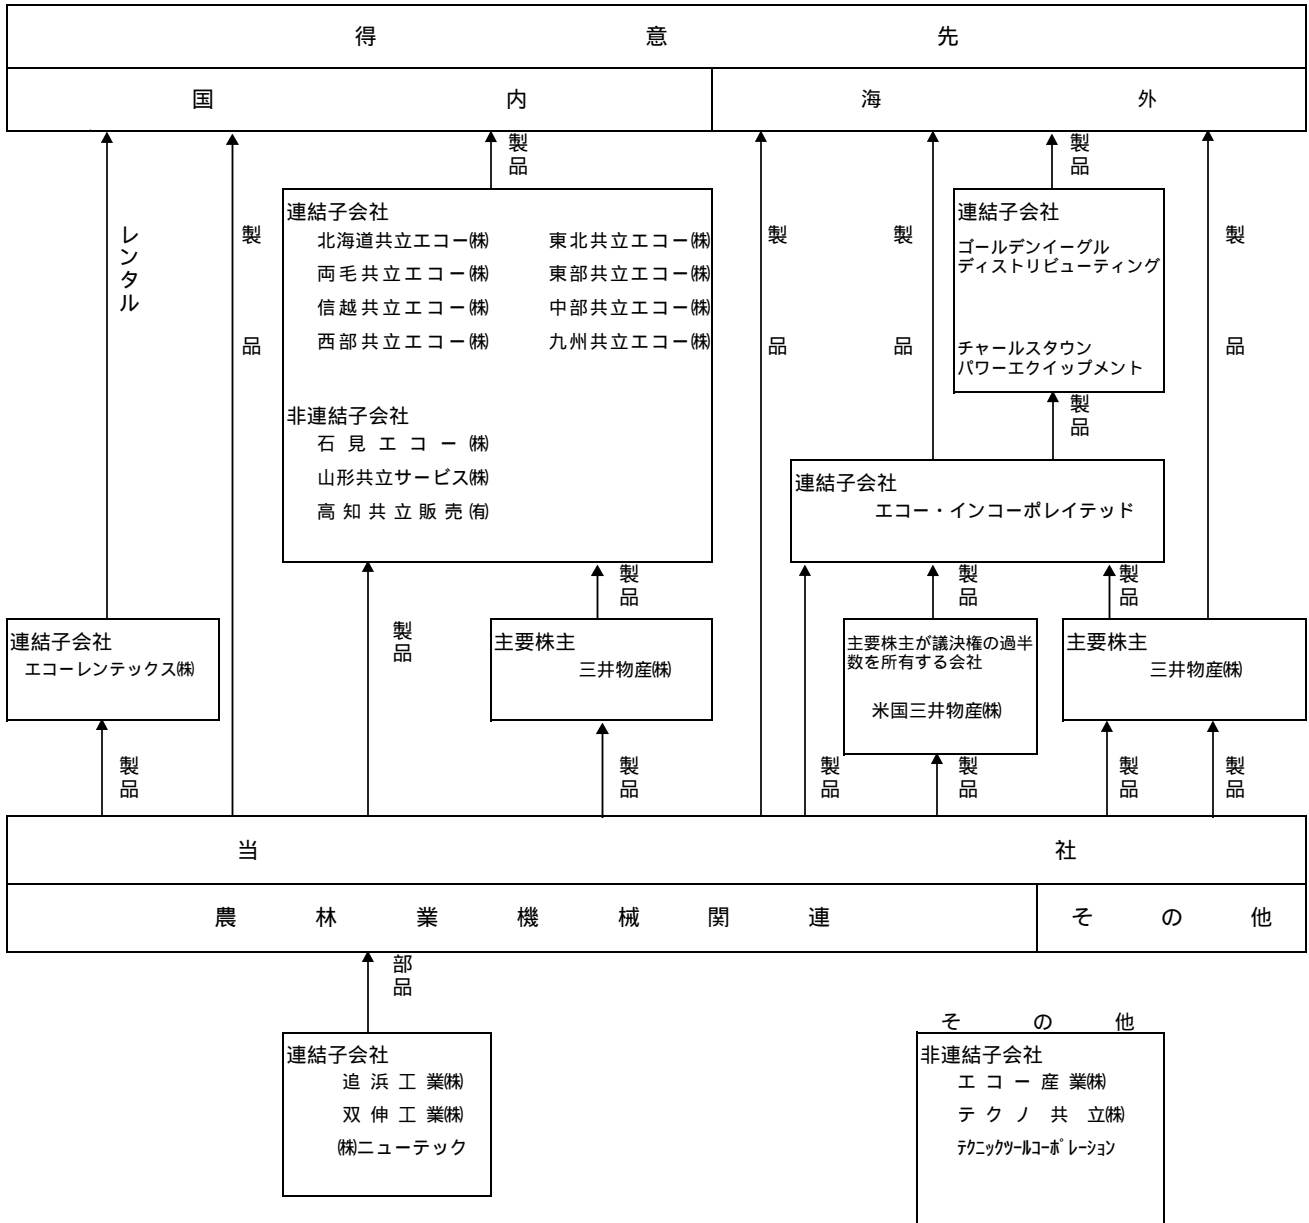 得意先
国内
海外
製品
製品
連結子会社
北海道共立エコー㈱ 東北共立エコー㈱
両毛共立エコー㈱ 東部共立エコー㈱
信越共立エコー㈱ 中部共立エコー㈱
西部共立エコー㈱ 九州共立エコー㈱
非連結子会社
石見エコー㈱
山形共立サービス㈱
高知共立販売㈲
レンタル
製品
製品
製品
連結子会社
ゴールデンイーグル
ディストリビューティング
チャールスタウン
パワーエクイップメント
製品
製品
連結子会社
エコー・インコーポレイテッド
製品
製品
製品
連結子会社
エコーレンテックス㈱
製品
主要株主
三井物産㈱
主要株主が議決権の過半
数を所有する会社
米国三井物産㈱
主要株主
三井物産㈱
製品
製品
製品
製品
製品
製品
当社
農林業機械関連
その他
部品
連結子会社
追浜工業㈱
双伸工業㈱
㈱ニューテック
その他
非連結子会社
エコー産業㈱
テクノ共立㈱
テクニックツールコーポレーション